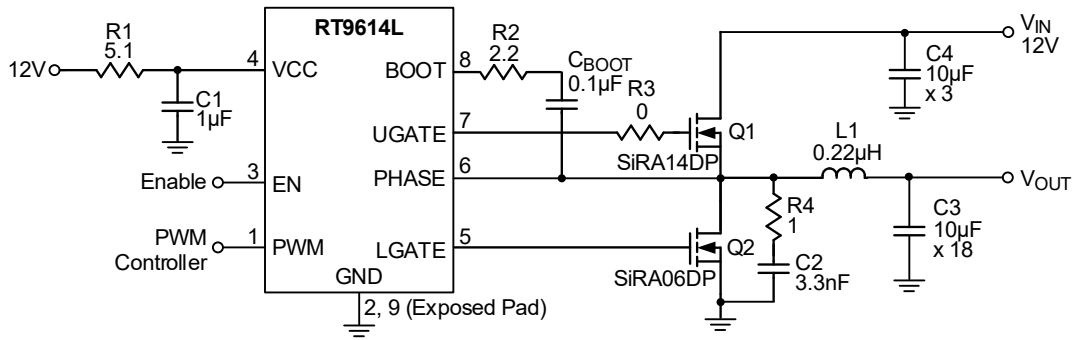 RT9614L
R1
5.1
12V
4
VCC
C1
1µF
BOOT
8
R2
2.2
CBOOT
0.1µF
R3
0
UGATE
7
Q1
SiRA14DP
VIN
12V
C4
10µF
x 3
L1
0.22µH
Enable
3
EN
PHASE
6
VOUT
R4
1
C3
10µF
x 18
PWM
Controller
1
PWM
LGATE
5
Q2
SiRA06DP
C2
3.3nF
GND
2, 9 (Exposed Pad)